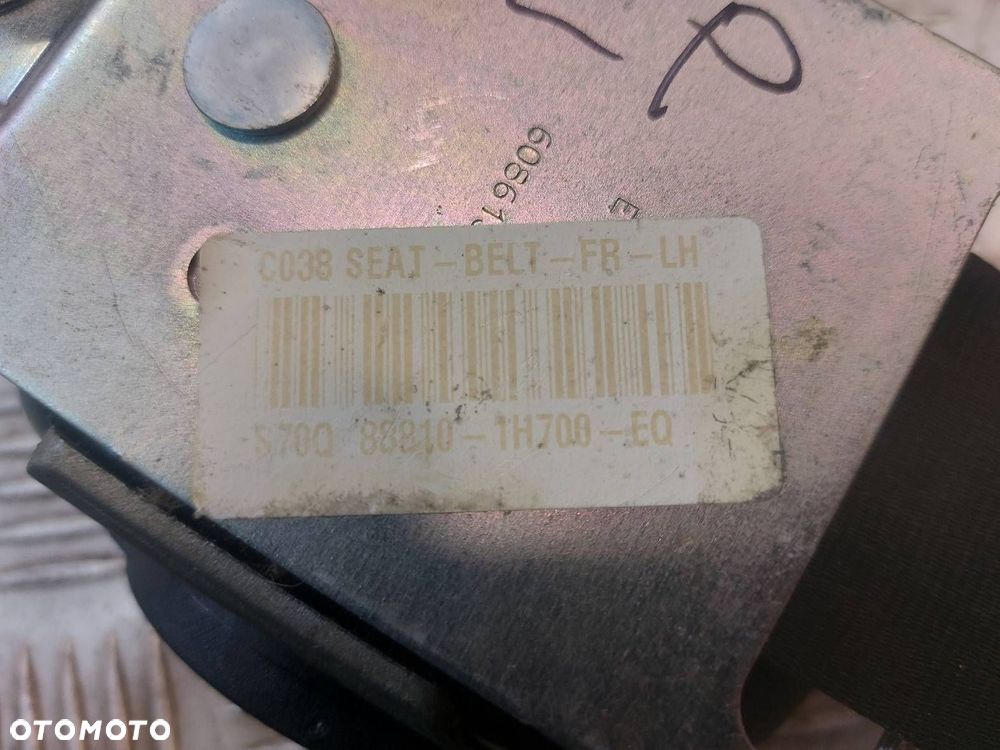 C038 SEAT-BELT-FR-LH
S70Q 88810-1H700-EQ
OTOMOTO